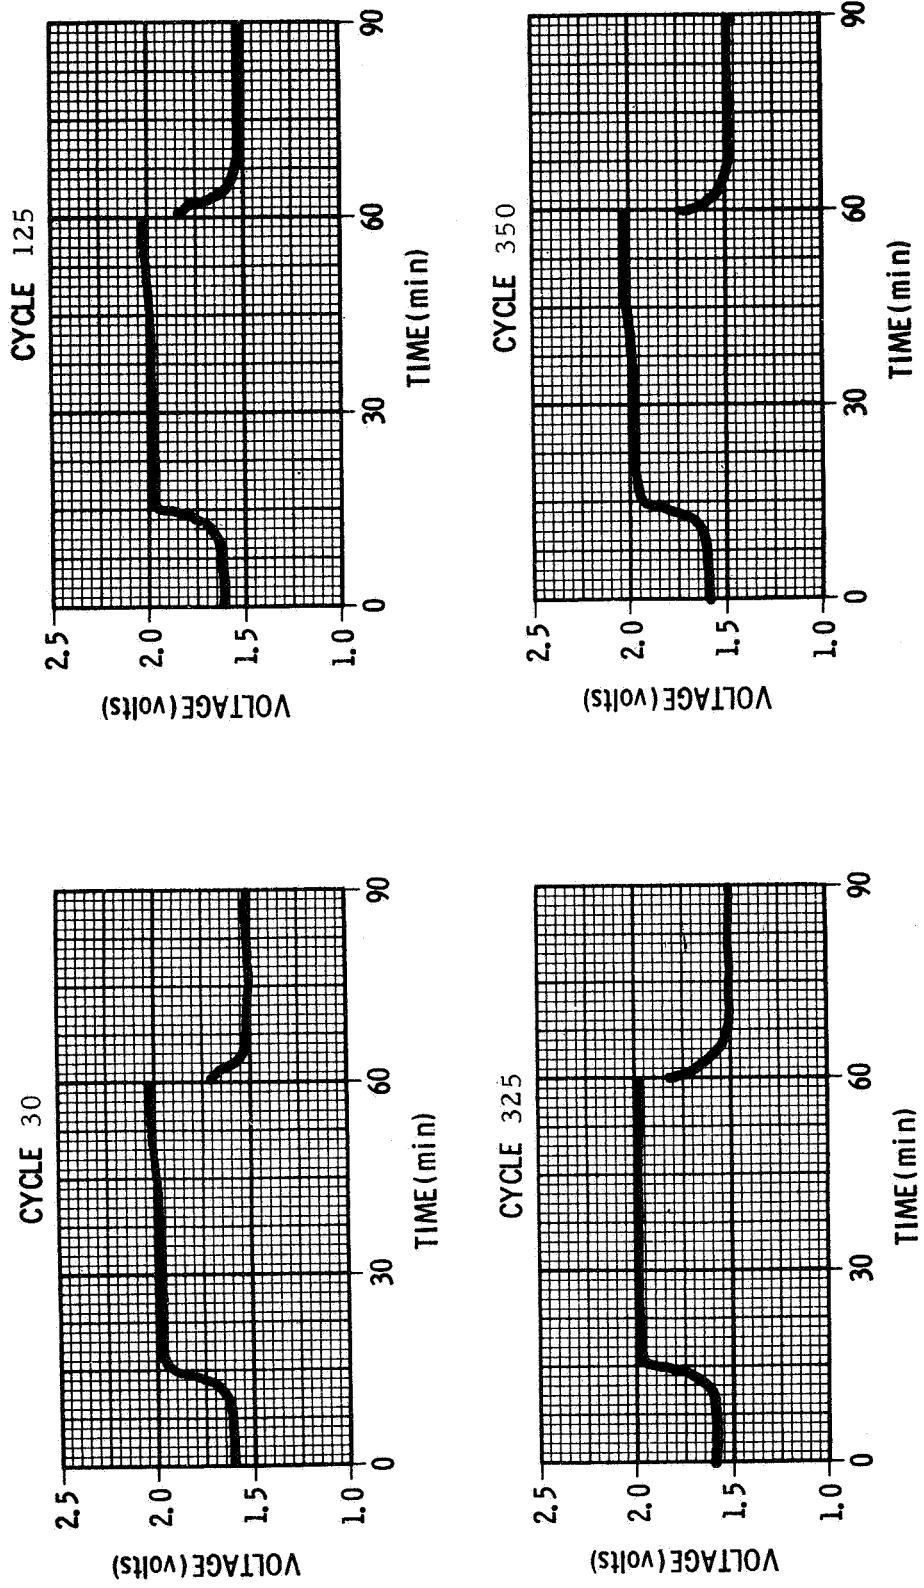 CYCLE 30
2.5
2.0
1.5
1.0
VOLTAGE (volts)
0
30
60
90
TIME (min)
CYCLE 125
2.5
2.0
1.5
1.0
VOLTAGE (volts)
0
30
60
90
TIME (min)
CYCLE 325
2.5
2.0
1.5
1.0
VOLTAGE (volts)
0
30
60
90
TIME (min)
CYCLE 350
2.5
2.0
1.5
1.0
VOLTAGE (volts)
0
30
60
90
TIME (min)